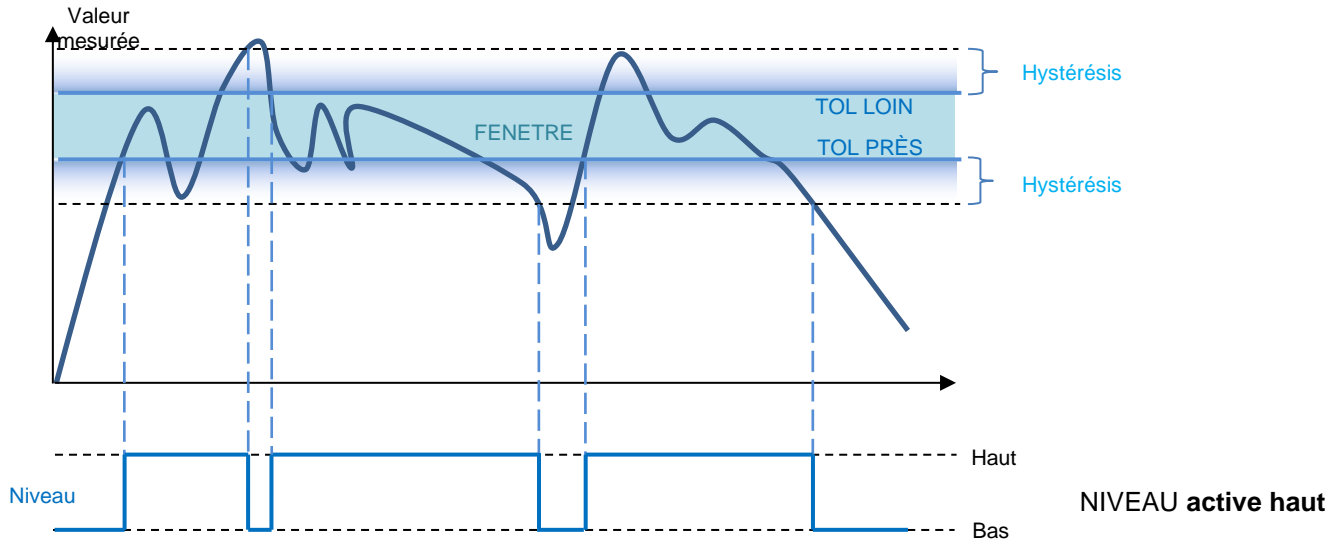 Valeur
mesurée
Hystérésis
TOL LOIN
FENETRE
TOL PRÈS
Hystérésis
Haut
Niveau
NIVEAU active haut
Bas